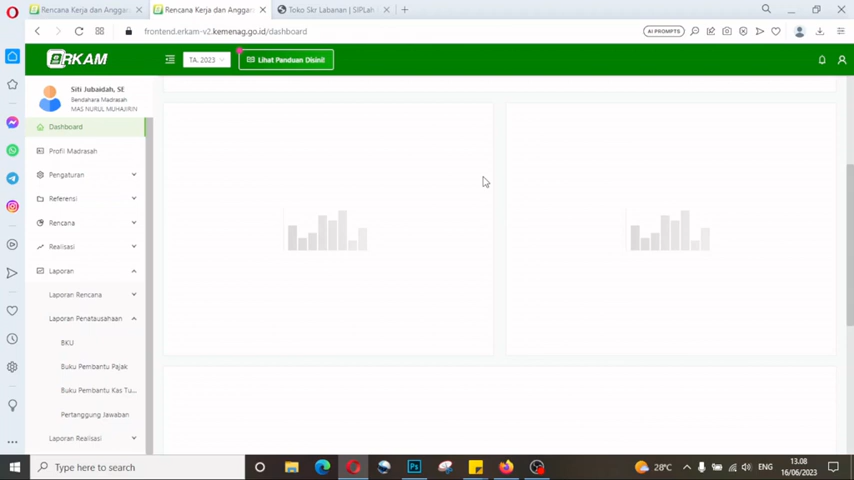 Rencana Kerja dan Anggar
Rencana Kerja dan Anggar
Toko Skr Labanan | SIPLah
frontend.erkam-v2.kemenag.go.id/dashboard
AI PROMPTS
ERKAM
TA. 2023
Lihat Panduan Disini!
Siti Jubaidah, SE
Bendahara Madrasah
MAS NURUL MUHAJIRIN
Dashboard
Profil Madrasah
Pengaturan
Referensi
Rencana
Realisasi
Laporan
Laporan Rencana
Laporan Penatausahaan
BKU
Buku Pembantu Pajak
Buku Pembantu Kas Tu...
Pertanggung Jawaban
Laporan Realisasi
Type here to search
Ps
28°C
ENG
13.08
16/06/2023